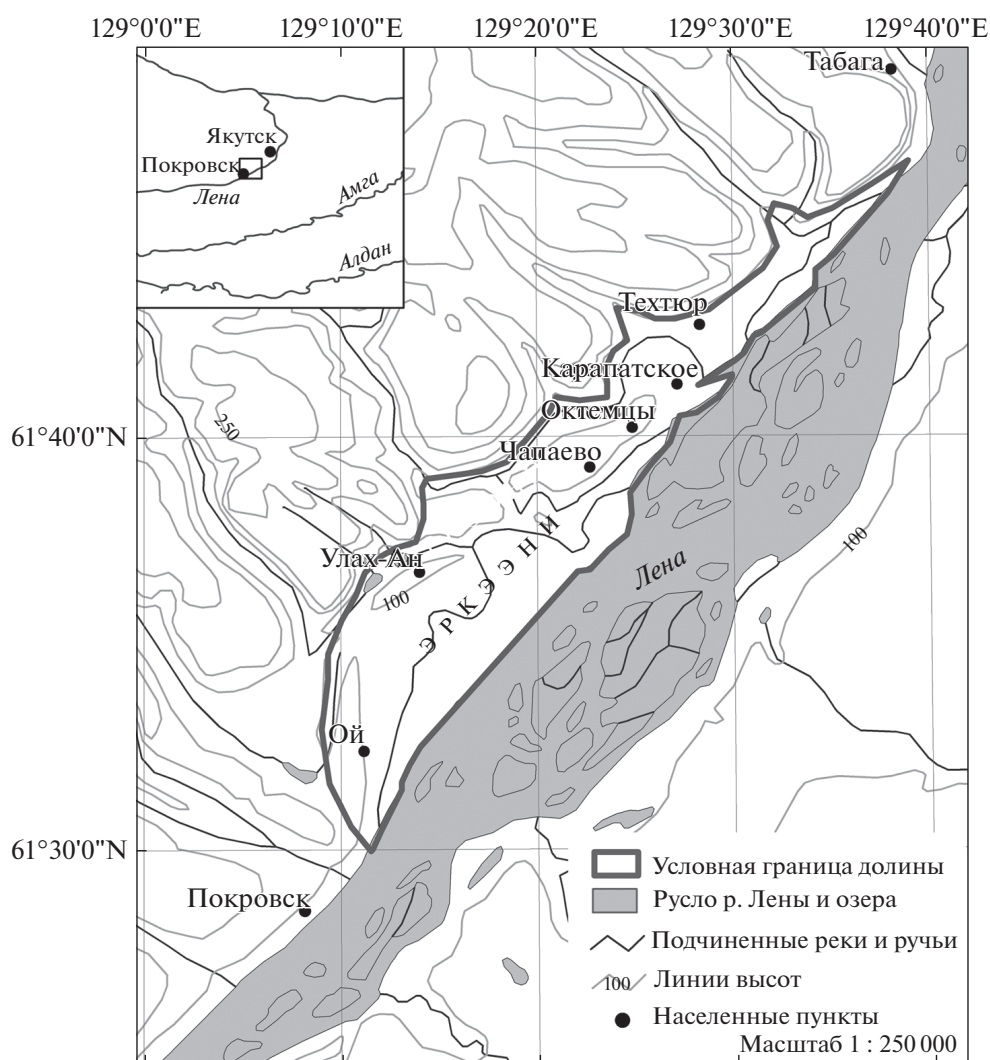 129°0'0"E 129°10'0"E 129°20'0"E 129°30'0"E 129°40'0"E
Табага
Якутск
Покровск
Лена
Амга
Алдан
Техтюр
Карапатское
Октемцы
61°40'0"N
250
Чапаево
Улах-Ан
100
ЭРКЭЭНИ
Лена
100
Ой
61°30'0"N
Покровск
Условная граница долины
Русло р. Лены и озера
Подчиненные реки и ручьи
100 Линии высот
Населенные пункты
Масштаб 1 : 250 000